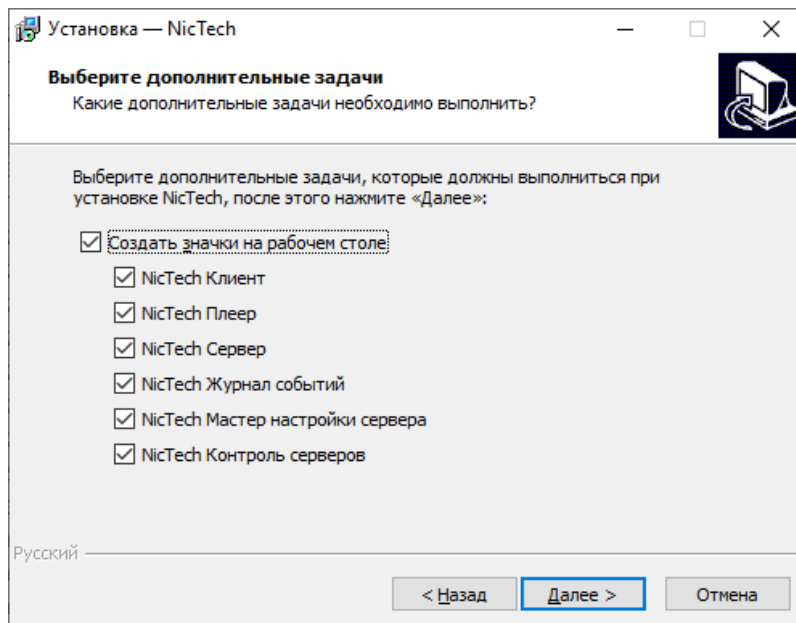 Установка — NicTech
Выберите дополнительные задачи
Какие дополнительные задачи необходимо выполнить?
Выберите дополнительные задачи, которые должны выполниться при
установке NicTech, после этого нажмите «Далее»:
Создать значки на рабочем столе
NicTech Клиент
NicTech Плеер
NicTech Сервер
NicTech Журнал событий
NicTech Мастер настройки сервера
NicTech Контроль серверов
Русский
< Назад
Далее >
Отмена